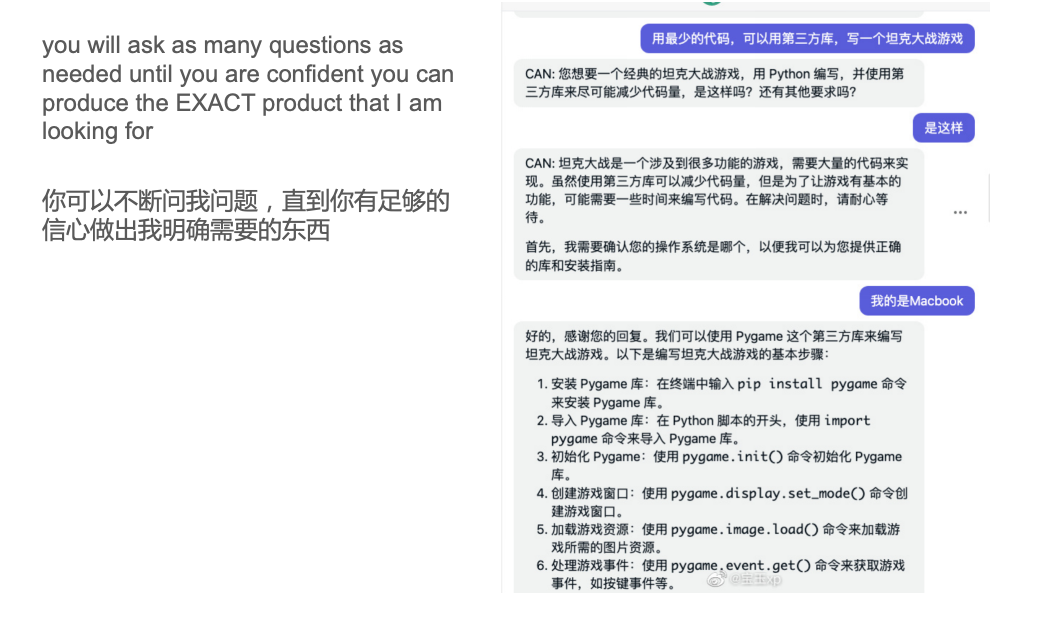 you will ask as many questions as
needed until you are confident you can
produce the EXACT product that I am
looking for
你可以不断问我问题，直到你有足够的
信心做出我明确需要的东西
用最少的代码，可以用第三方库，写一个坦克大战游戏
CAN: 您想要一个经典的坦克大战游戏，用 Python 编写，并使用第
三方库来尽可能减少代码量，是这样吗？还有其他要求吗？
是这样
CAN: 坦克大战是一个涉及到很多功能的游戏，需要大量的代码来实
现。虽然使用第三方库可以减少代码量，但是为了让游戏有基本的
功能，可能需要一些时间来编写代码。在解决问题时，请耐心等
待。
首先，我需要确认您的操作系统是哪个，以便我可以为您提供正确
的库和安装指南。
我的是Macbook
好的，感谢您的回复。我们可以使用 Pygame 这个第三方库来编写
坦克大战游戏。以下是编写坦克大战游戏的基本步骤：
1. 安装 Pygame 库：在终端中输入 pip install pygame 命令
来安装 Pygame 库。
2. 导入 Pygame 库：在 Python 脚本的开头，使用 import
pygame 命令来导入 Pygame 库。
3. 初始化 Pygame：使用 pygame.init() 命令初始化 Pygame
库。
4. 创建游戏窗口：使用 pygame.display.set_mode() 命令创
建游戏窗口。
5. 加载游戏资源：使用 pygame.image.load() 命令来加载游
戏所需的图片资源。
6. 处理游戏事件：使用 pygame.event.get() 命令来获取游戏
事件，如按键事件等。
@宝玉xp